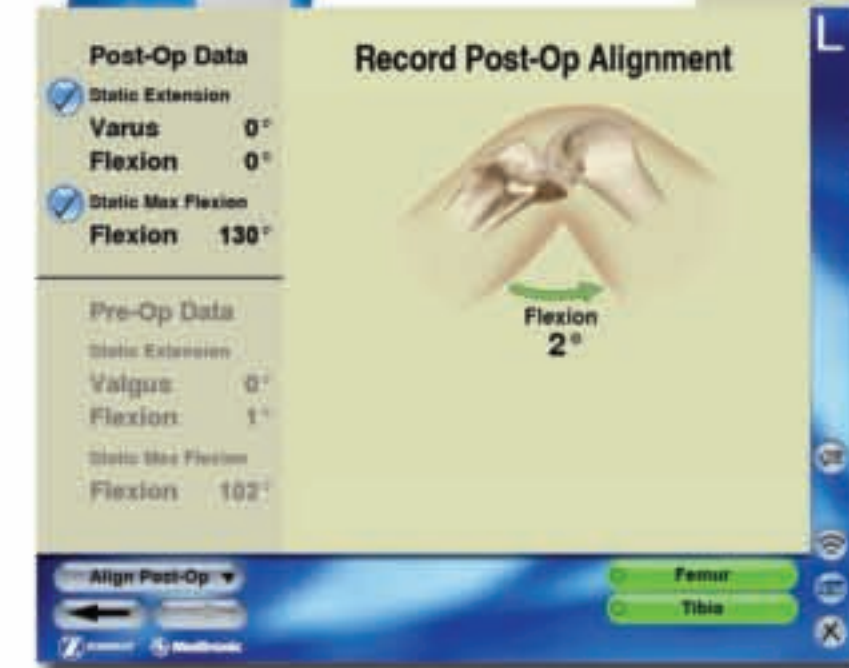 L
Post-Op Data
Static Extension
Varus 0°
Flexion 0°
Static Max Flexion
Flexion 130°
Pre-Op Data
Static Extension
Valgus 0°
Flexion 1°
Static Max Flexion
Flexion 102°
Record Post-Op Alignment
Flexion
2°
Align Post-Op
Femur
Tibia
Medtronic